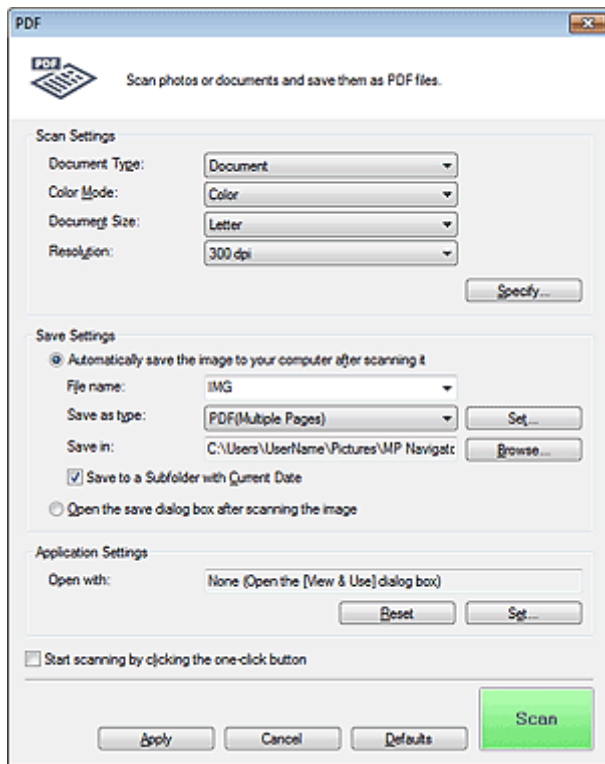 PDF
PDF
Scan photos or documents and save them as PDF files.
Scan Settings
Document Type: Document
Color Mode: Color
Document Size: Letter
Resolution: 300 dpi
Specify...
Save Settings
Automatically save the image to your computer after scanning it
File name: IMG
Save as type: PDF(Multiple Pages) Set...
Save in: C:\Users\UserName\Pictures\MP Navigato Browse...
Save to a Subfolder with Current Date
Open the save dialog box after scanning the image
Application Settings
Open with: None (Open the [View & Use] dialog box)
Reset Set...
Start scanning by clicking the one-click button
Scan
Apply Cancel Defaults